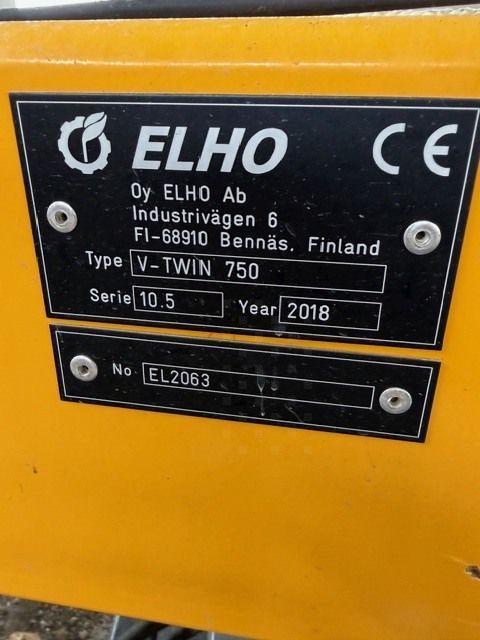 ELHO CE
Oy ELHO Ab
Industrivägen 6
FI-68910 Bennäs, Finland
Type V-TWIN 750
Serie 10.5 Year 2018
No EL2063